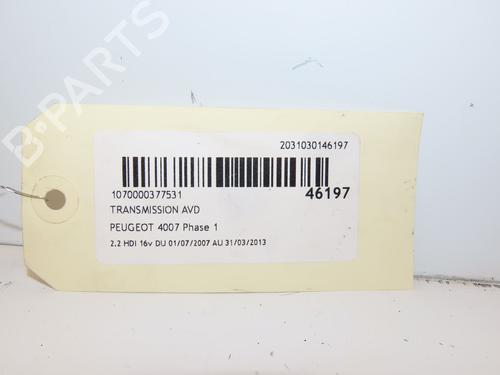 2031030146197
1070000377531
46197
TRANSMISSION AVD
PEUGEOT 4007 Phase 1
2.2 HDI 16v DU 01/07/2007 AU 31/03/2013
B-PARTS